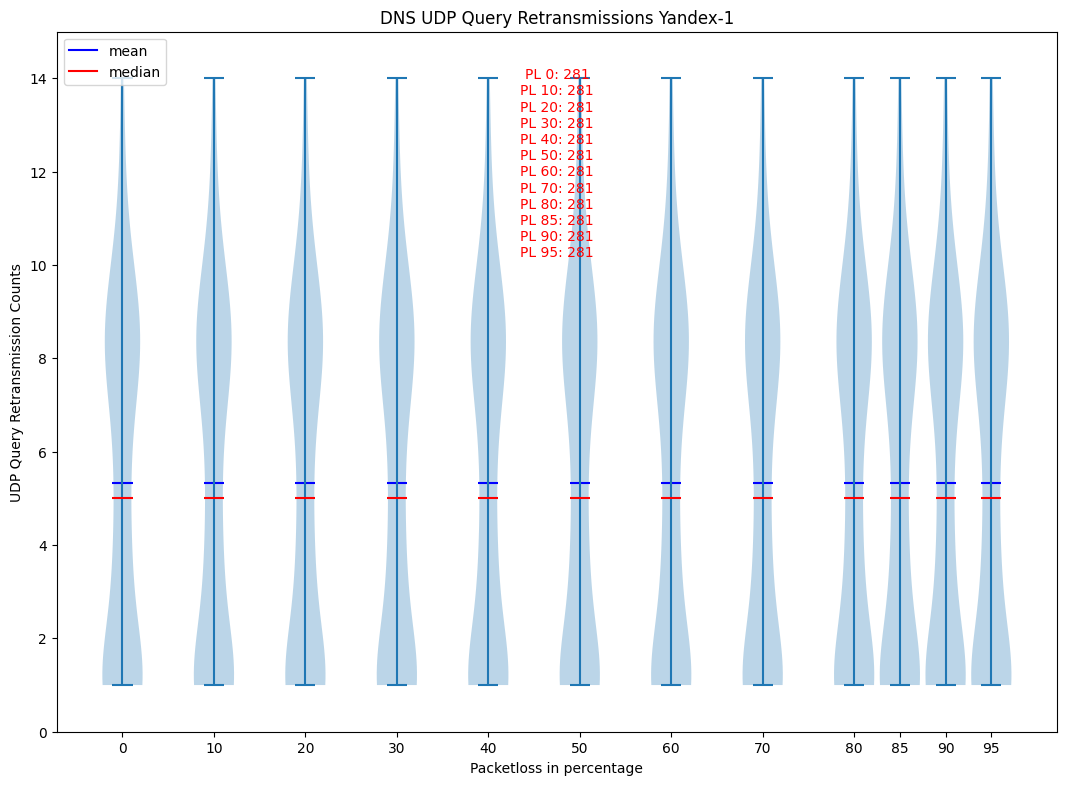 DNS UDP Query Retransmissions Yandex-1
mean
median
PL 0: 281
PL 10: 281
PL 20: 281
PL 30: 281
PL 40: 281
PL 50: 281
PL 60: 281
PL 70: 281
PL 80: 281
PL 85: 281
PL 90: 281
PL 95: 281
UDP Query Retransmission Counts
14
12
10
8
6
4
2
0
0 10 20 30 40 50 60 70 80 85 90 95
Packetloss in percentage